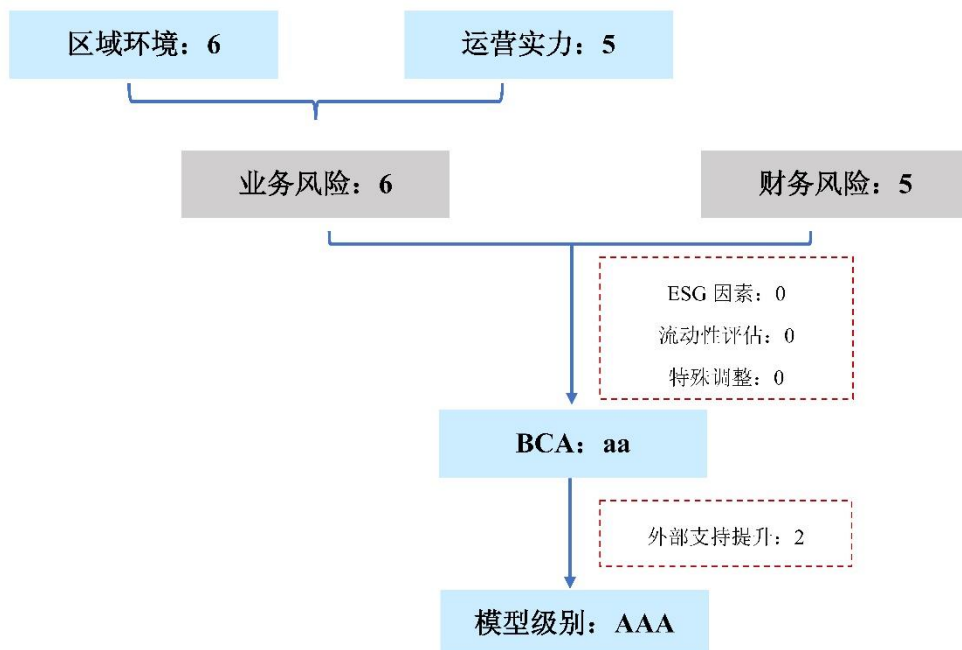 区域环境：6
运营实力：5
业务风险：6
财务风险：5
ESG 因素：0
流动性评估：0
特殊调整：0
BCA：aa
外部支持提升：2
模型级别：AAA